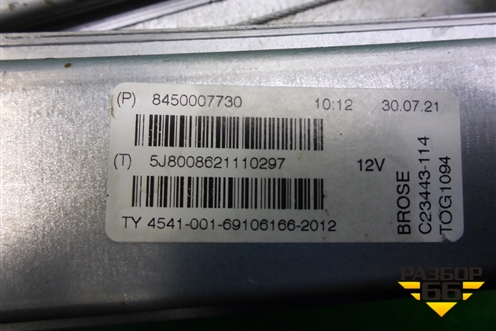 (P) 8450007730 10:12 30.07.21
(T) 5J8008621110297 12V
TY 4541-001-69106166-2012
BROSE
C23443-114
TOG1094
РАЗБОР
66